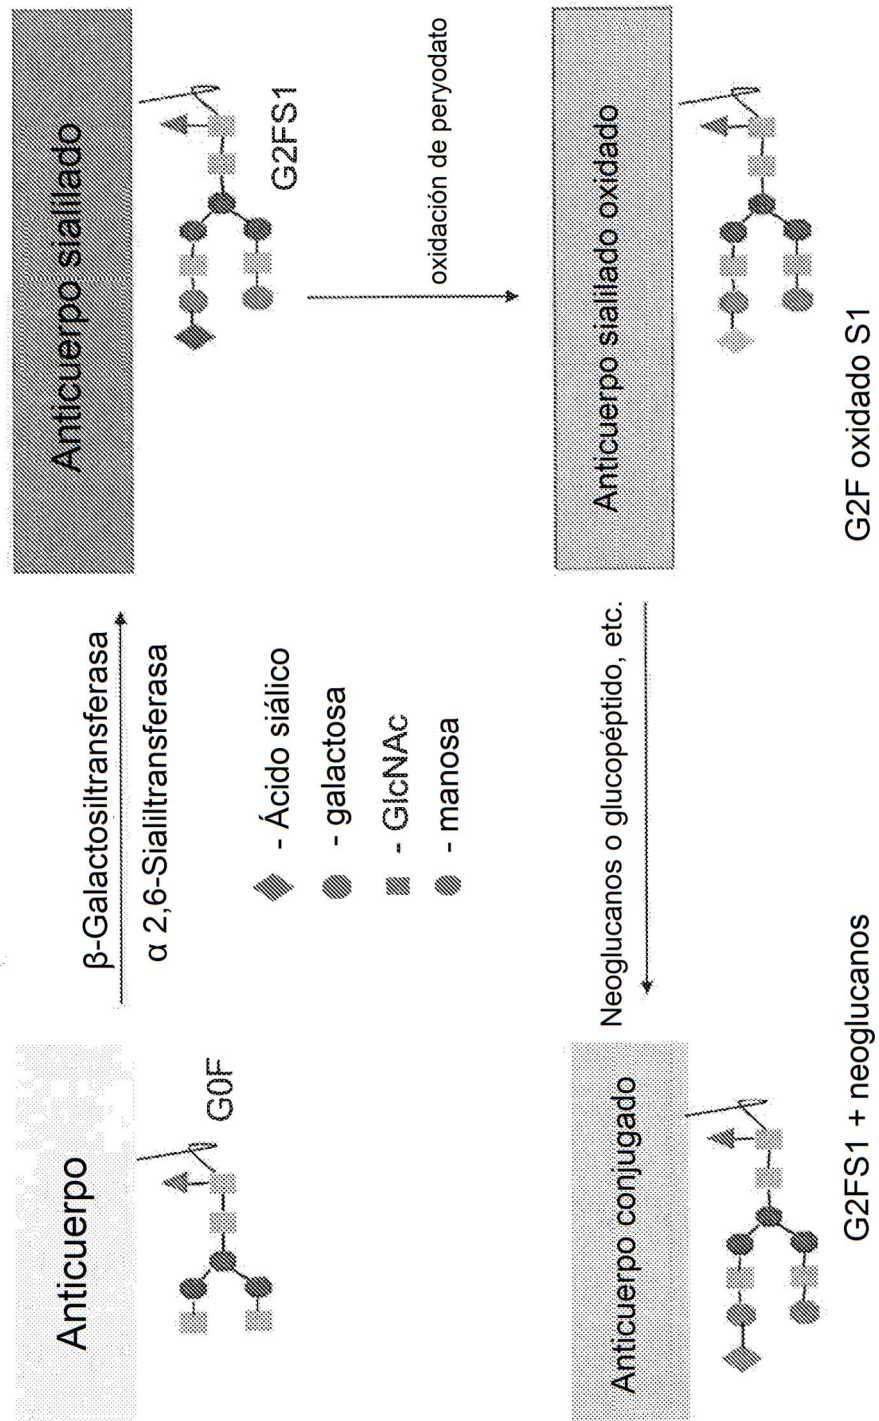 Anticuerpo
G0F
β-Galactosiltransferasa
α 2,6-Sialiltransferasa
Anticuerpo sialilado
G2FS1
- Ácido siálico
- galactosa
- GlcNAc
- manosa
oxidación de peryodato
Anticuerpo sialilado oxidado
G2F oxidado S1
Neoglucanos o glucopéptido, etc.
Anticuerpo conjugado
G2FS1 + neoglucanos